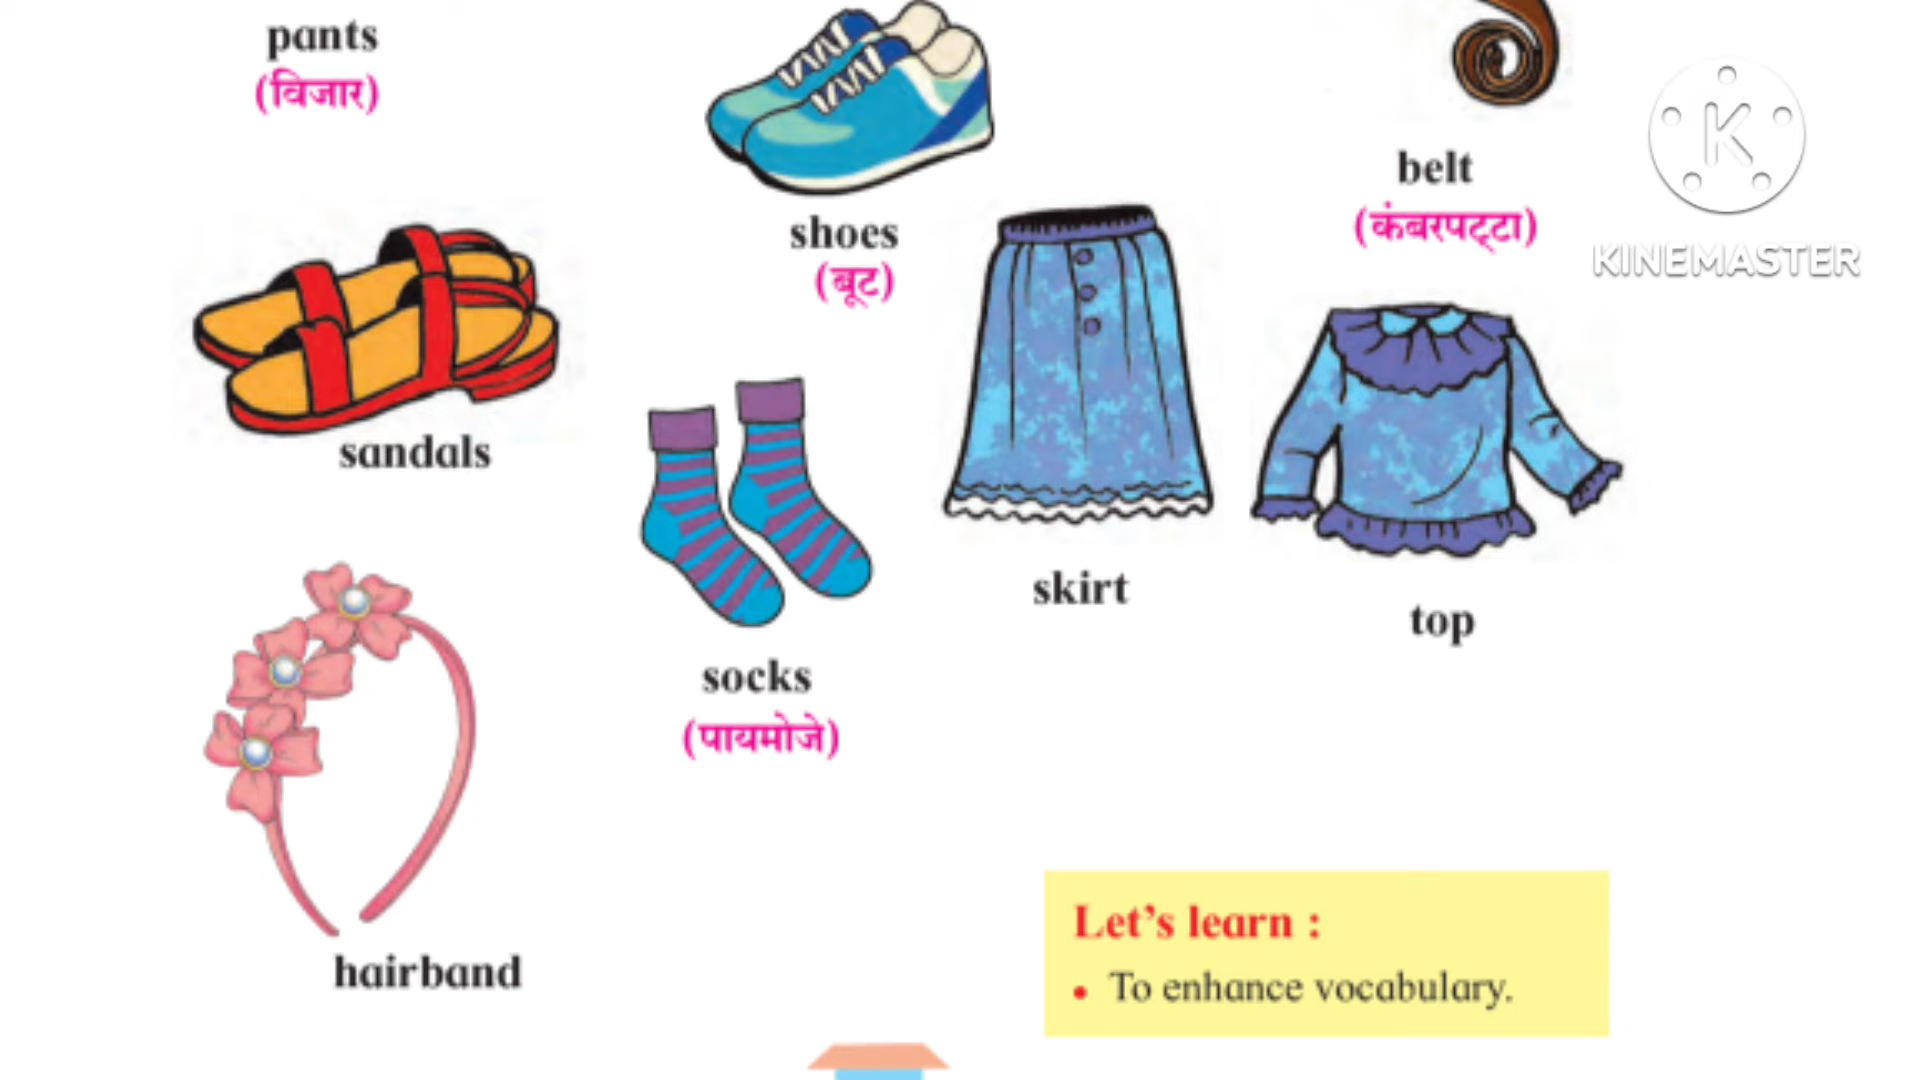 pants
(विजार)
shoes
(बूट)
belt
(कंबरपट्टा)
KINEMASTER
sandals
socks
(पायमोजे)
skirt
top
hairband
Let's learn :
• To enhance vocabulary.